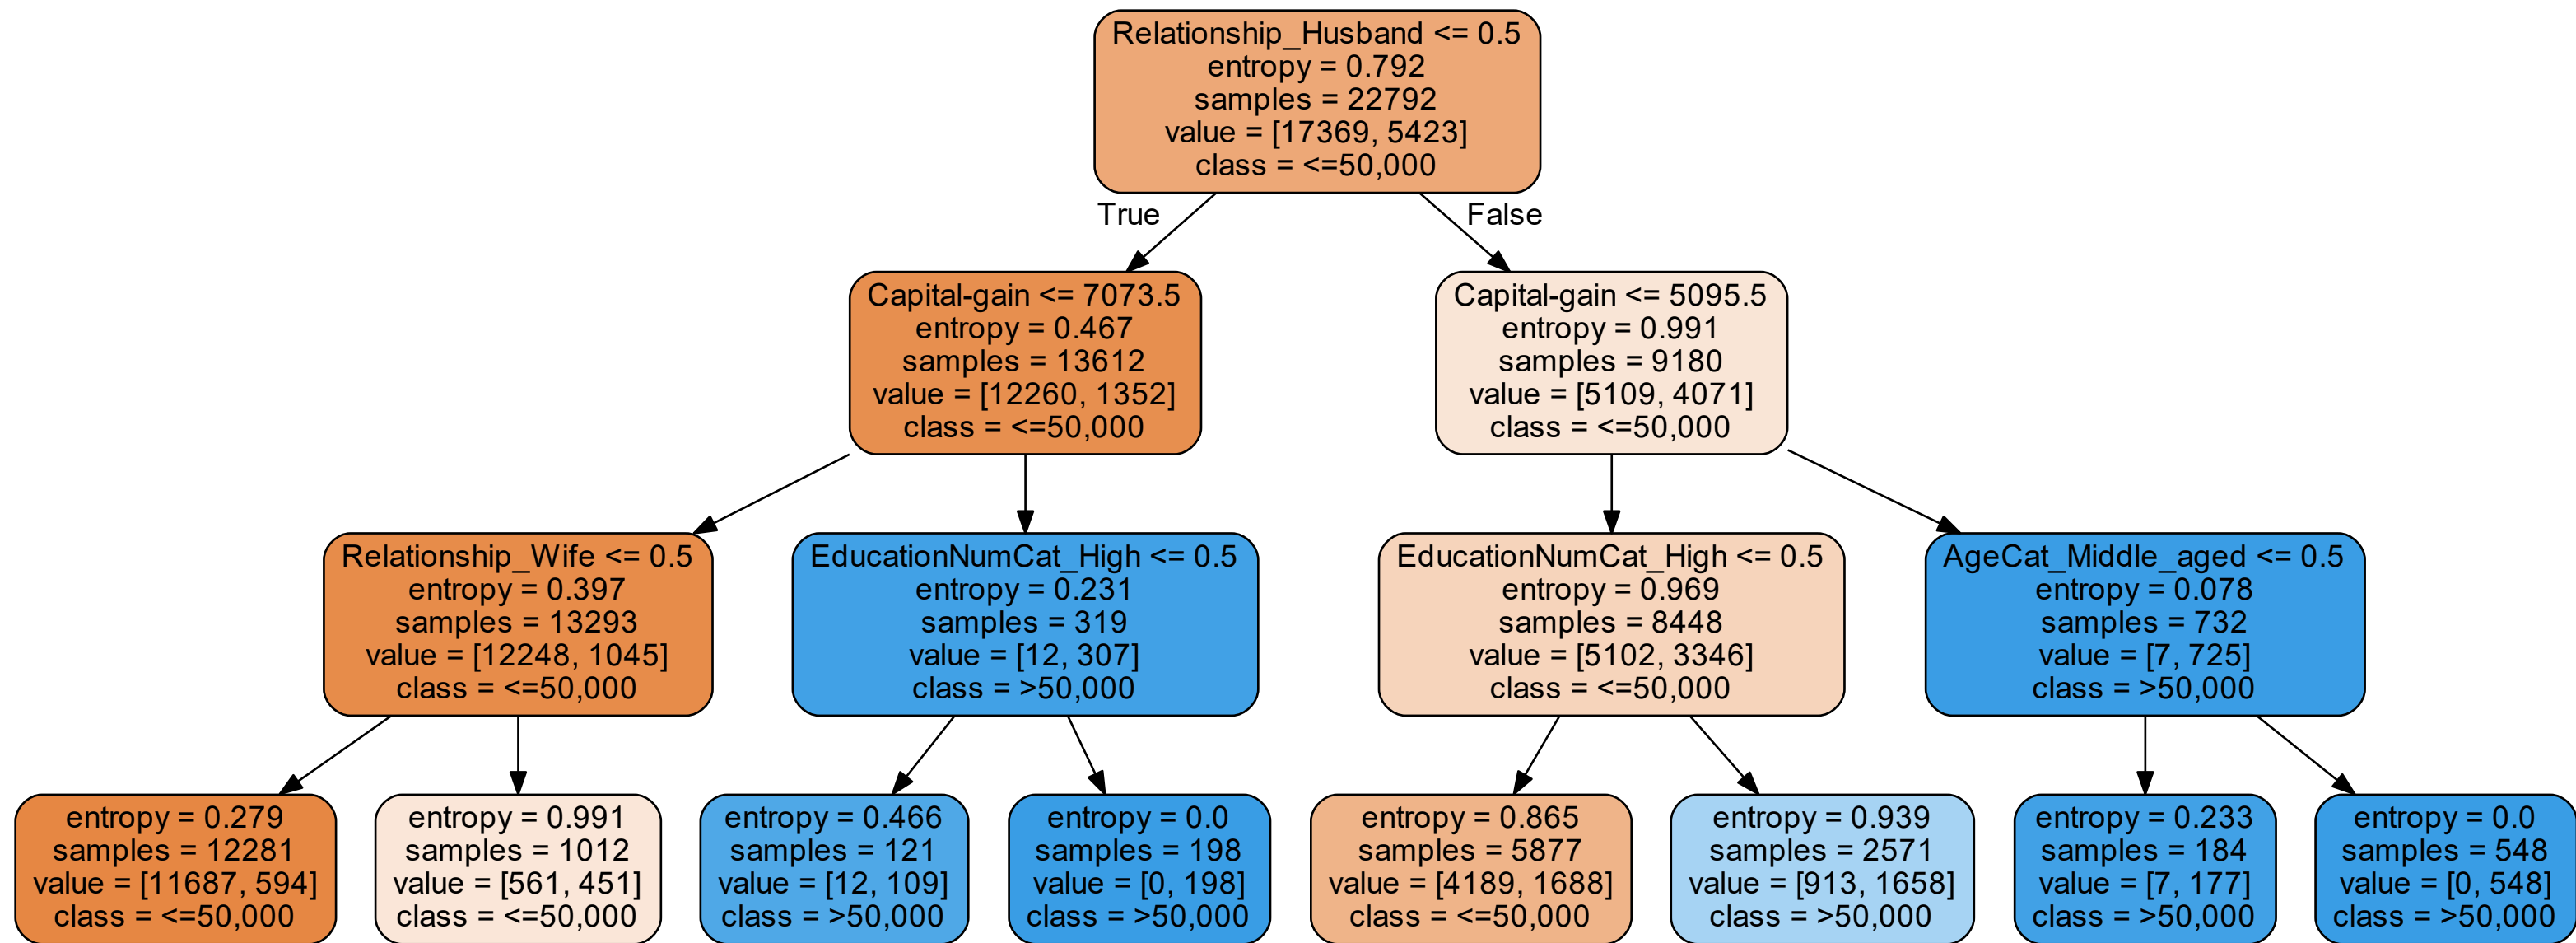 Relationship_Husband <= 0.5
entropy = 0.792
samples = 22792
value = [17369, 5423]
class = <=50,000
True
False
Capital-gain <= 7073.5
entropy = 0.467
samples = 13612
value = [12260, 1352]
class = <=50,000
Capital-gain <= 5095.5
entropy = 0.991
samples = 9180
value = [5109, 4071]
class = <=50,000
Relationship_Wife <= 0.5
entropy = 0.397
samples = 13293
value = [12248, 1045]
class = <=50,000
EducationNumCat_High <= 0.5
entropy = 0.231
samples = 319
value = [12, 307]
class = >50,000
EducationNumCat_High <= 0.5
entropy = 0.969
samples = 8448
value = [5102, 3346]
class = <=50,000
AgeCat_Middle_aged <= 0.5
entropy = 0.078
samples = 732
value = [7, 725]
class = >50,000
entropy = 0.279
samples = 12281
value = [11687, 594]
class = <=50,000
entropy = 0.991
samples = 1012
value = [561, 451]
class = <=50,000
entropy = 0.466
samples = 121
value = [12, 109]
class = >50,000
entropy = 0.0
samples = 198
value = [0, 198]
class = >50,000
entropy = 0.865
samples = 5877
value = [4189, 1688]
class = <=50,000
entropy = 0.939
samples = 2571
value = [913, 1658]
class = >50,000
entropy = 0.233
samples = 184
value = [7, 177]
class = >50,000
entropy = 0.0
samples = 548
value = [0, 548]
class = >50,000